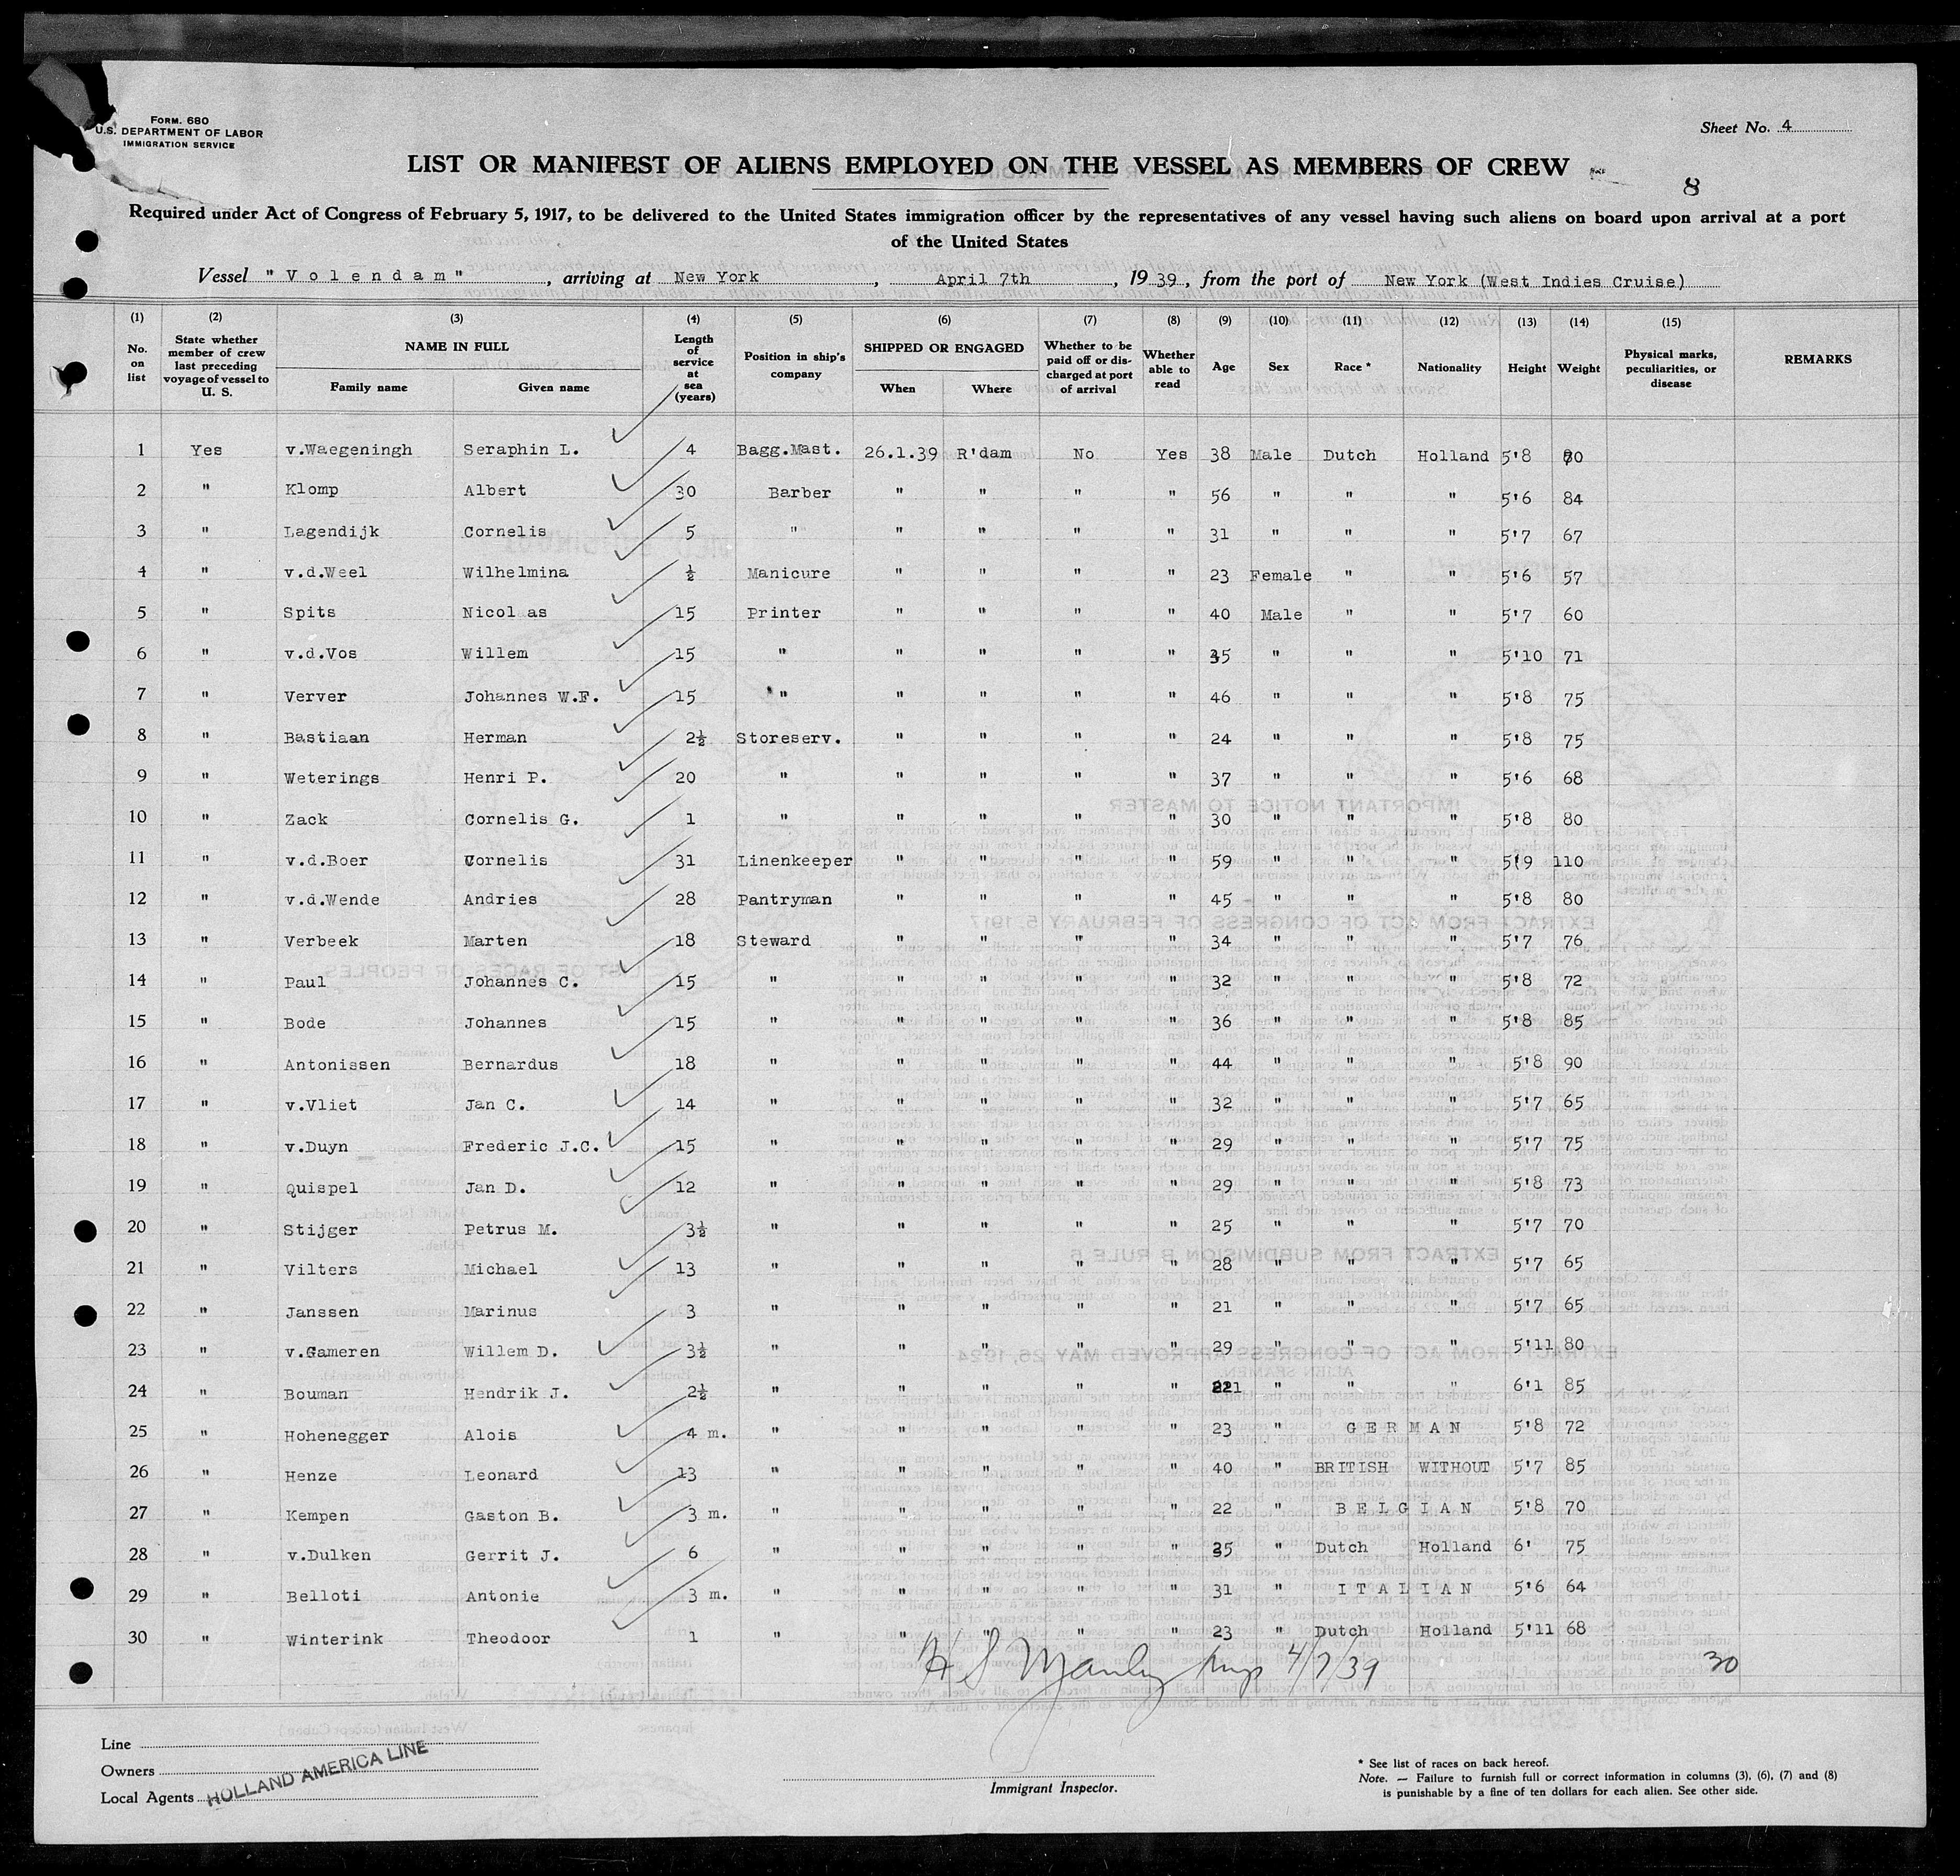 FORM. 680
U.S. DEPARTMENT OF LABOR
IMMIGRATION SERVICE
Sheet No. 4
LIST OR MANIFEST OF ALIENS EMPLOYED ON THE VESSEL AS MEMBERS OF CREW
8
Required under Act of Congress of February 5, 1917, to be delivered to the United States immigration officer by the representatives of any vessel having such aliens on board upon arrival at a port
of the United States
Vessel "Volendam", arriving at New York, April 7th, 1939, from the port of New York (West Indies Cruise)
(1) (2) (3) (4) (5) (6) (7) (8) (9) (10) (11) (12) (13) (14) (15)
No. on list State whether member of crew last preceding voyage of vessel to U. S. NAME IN FULL Family name Given name Length of service at sea (years) Position in ship's company SHIPPED OR ENGAGED When Where Whether to be paid off or discharged at port of arrival Whether able to read Age Sex Race * Nationality Height Weight Physical marks, peculiarities, or disease REMARKS
1 Yes v.Waegeningh Seraphin L. 4 Bagg.Mast. 26.1.39 R'dam No Yes 38 Male Dutch Holland 5'8 70
2 " Klomp Albert 30 Barber " " " " 56 " " " 5'6 84
3 " Lagendijk Cornelis 5 " " " " " 31 " " " 5'7 67
4 " v.d.Weel Wilhelmina ½ Manicure " " " " 23 Female " " 5'6 57
5 " Spits Nicolas 15 Printer " " " " 40 Male " " 5'7 60
6 " v.d.Vos Willem 15 " " " " " 35 " " " 5'10 71
7 " Verver Johannes W.F. 15 " " " " " 46 " " " 5'8 75
8 " Bastiaan Herman 2½ Storeserv. " " " " 24 " " " 5'8 75
9 " Weterings Henri P. 20 " " " " " 37 " " " 5'6 68
10 " Zack Cornelis G. 1 " " " " " 30 " " " 5'8 80
11 " v.d.Boer Cornelis 31 Linenkeeper " " " " 59 " " " 5'9 110
12 " v.d.Wende Andries 28 Pantryman " " " " 45 " " " 5'8 80
13 " Verbeek Marten 18 Steward " " " " 34 " " " 5'7 76
14 " Paul Johannes C. 15 " " " " " 32 " " " 5'8 72
15 " Bode Johannes 15 " " " " " 36 " " " 5'8 85
16 " Antonissen Bernardus 18 " " " " " 44 " " " 5'8 90
17 " v.Vliet Jan C. 14 " " " " " 32 " " " 5'7 65
18 " v.Duyn Frederic J.C. 15 " " " " " 29 " " " 5'7 75
19 " Quispel Jan D. 12 " " " " " 29 " " " 5'8 73
20 " Stijger Petrus M. 3½ " " " " " 25 " " " 5'7 70
21 " Vilters Michael 13 " " " " " 28 " " " 5'7 65
22 " Janssen Marinus 3 " " " " " 21 " " " 5'7 65
23 " v.Gameren Willem D. 3½ " " " " " 29 " " " 5'11 80
24 " Bouman Hendrik J. 2½ " " " " " " " " 6'1 85
25 " Hohenegger Alois 4 m. " " " " " 23 " GERMAN 5'8 72
26 " Henze Leonard 13 " " " " " 40 " BRITISH WITHOUT 5'7 85
27 " Kempen Gaston B. 3 m. " " " " " 22 " BELGIAN 5'8 70
28 " v.Dulken Gerrit J. 6 " " " " " 25 " Dutch Holland 6' 75
29 " Belloti Antonie 3 m. " " " " " 31 " ITALIAN 5'6 64
30 " Winterink Theodoor 1 " " " " " 23 " Dutch Holland 5'11 68
H S Manley Insp 4/7/39 30
Line
Owners
Local Agents HOLLAND AMERICA LINE
Immigrant Inspector.
* See list of races on back hereof.
Note. — Failure to furnish full or correct information in columns (3), (6), (7) and (8)
is punishable by a fine of ten dollars for each alien. See other side.